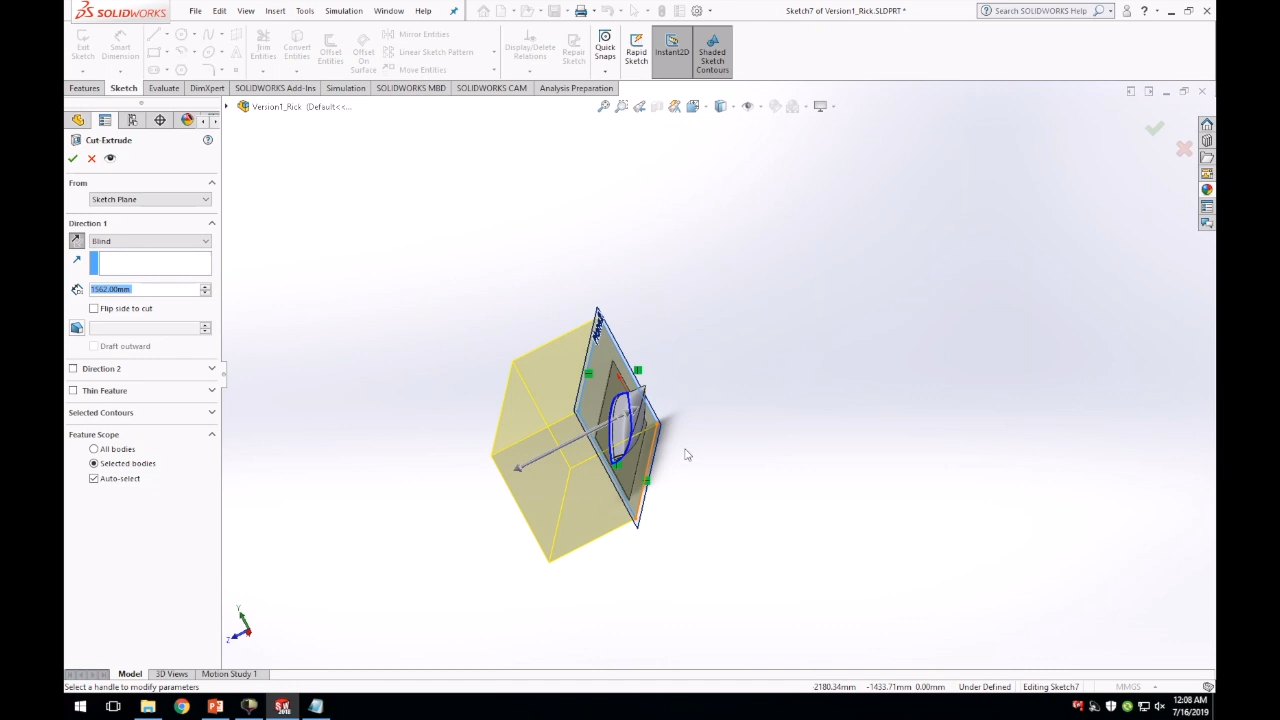 SOLIDWORKS File Edit View Insert Tools Simulation Window Help Sketch7 of Version1_Rick.SLDPRT * Search SOLIDWORKS Help
Exit Sketch Smart Dimension Trim Entities Convert Entities Offset Entities Offset On Surface Mirror Entities Linear Sketch Pattern Move Entities Display/Delete Relations Repair Sketch Quick Snaps Rapid Sketch Instant2D Shaded Sketch Contours
Features Sketch Evaluate DimXpert SOLIDWORKS Add-Ins Simulation SOLIDWORKS MBD SOLIDWORKS CAM Analysis Preparation
Version1_Rick (Default<<...
Cut-Extrude
From
Sketch Plane
Direction 1
Blind
1562.00mm
Flip side to cut
Draft outward
Direction 2
Thin Feature
Selected Contours
Feature Scope
All bodies
Selected bodies
Auto-select
Y
Z
Model 3D Views Motion Study 1
Select a handle to modify parameters -2180.34mm -1433.71mm 0.00mm Under Defined Editing Sketch7 MMGS
12:08 AM
7/16/2019